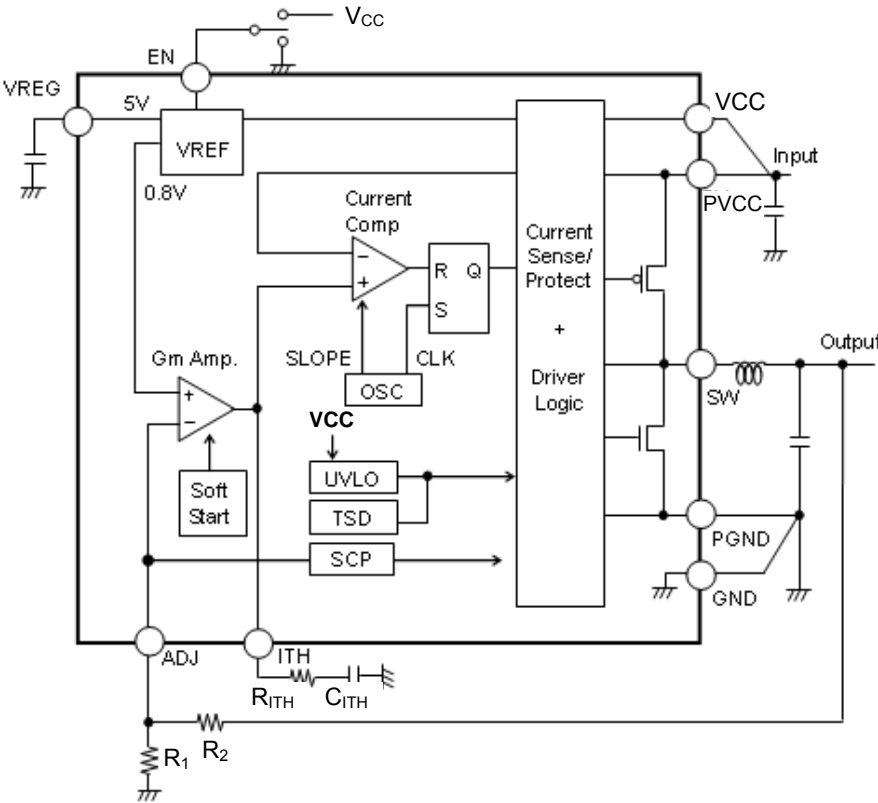 VCC
EN
VREG
5V
VCC
VREF
Input
0.8V
PVCC
Current
Comp
Current
Sense/
Protect
+
Driver
Logic
−
+
R Q
S
SLOPE
CLK
Output
Gm Amp.
OSC
SW
+
−
VCC
UVLO
Soft
Start
TSD
PGND
SCP
GND
ADJ
ITH
RITH
CITH
R2
R1